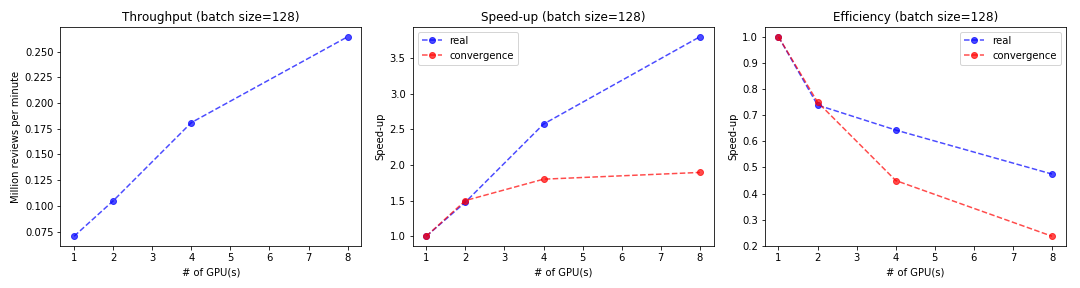 Throughput (batch size=128)
Million reviews per minute
0.250
0.225
0.200
0.175
0.150
0.125
0.100
0.075
1 2 3 4 5 6 7 8
# of GPU(s)
Speed-up (batch size=128)
real
convergence
Speed-up
3.5
3.0
2.5
2.0
1.5
1.0
1 2 3 4 5 6 7 8
# of GPU(s)
Efficiency (batch size=128)
real
convergence
Speed-up
1.0
0.9
0.8
0.7
0.6
0.5
0.4
0.3
0.2
1 2 3 4 5 6 7 8
# of GPU(s)